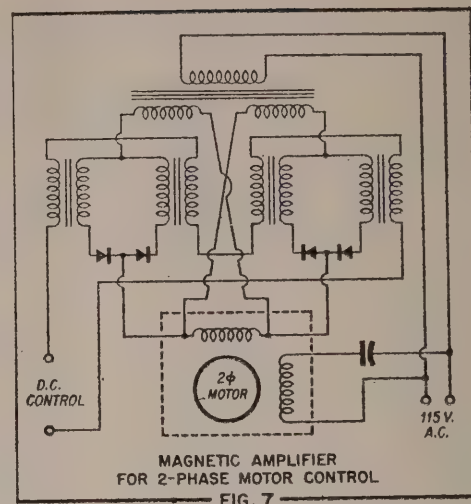 D.C.
CONTROL
2φ
MOTOR
115 V.
A.C.
MAGNETIC AMPLIFIER
FOR 2-PHASE MOTOR CONTROL
FIG. 7